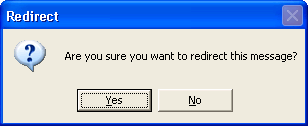 Redirect
Are you sure you want to redirect this message?
Yes
No